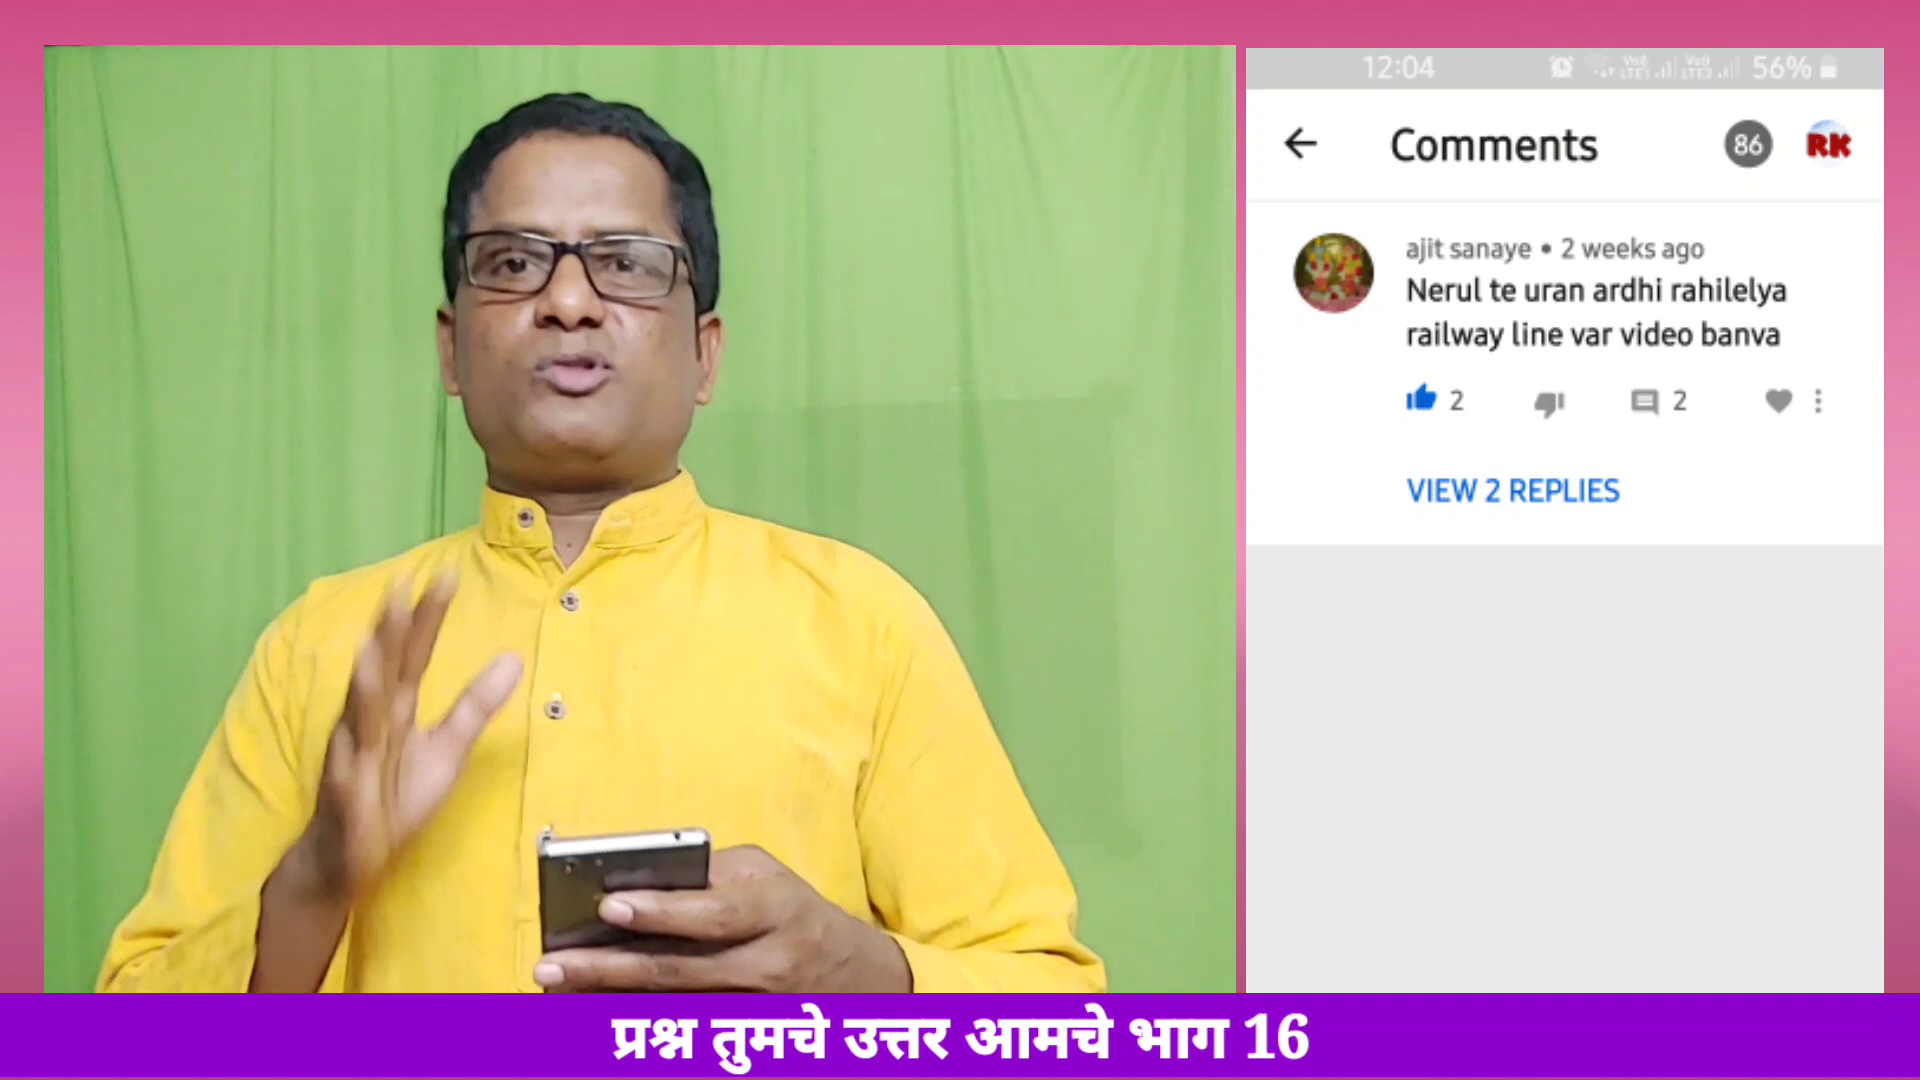 12:04 56%
Comments 86 RK
ajit sanaye • 2 weeks ago
Nerul te uran ardhi rahilelya
railway line var video banva
2 2
VIEW 2 REPLIES
प्रश्न तुमचे उत्तर आमचे भाग 16